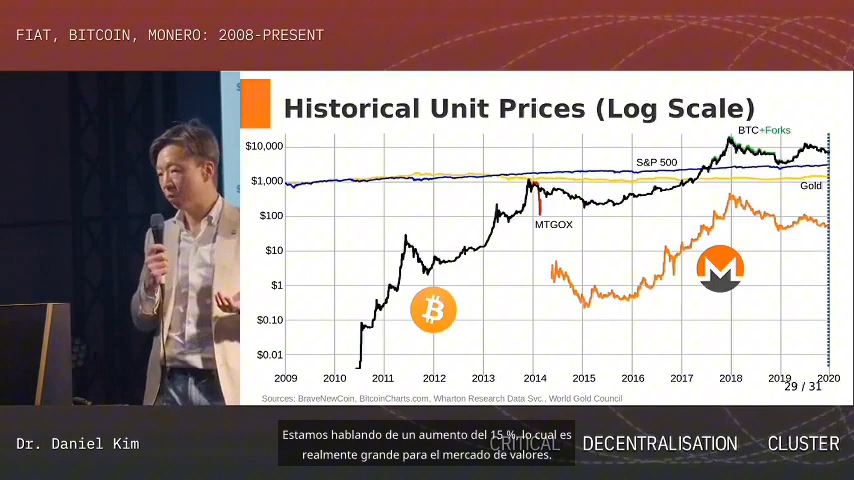 FIAT, BITCOIN, MONERO: 2008-PRESENT
Historical Unit Prices (Log Scale)
BTC+Forks
$10,000
S&P 500
$1,000
Gold
$100
MTGOX
$10
$1
$0.10
$0.01
2009 2010 2011 2012 2013 2014 2015 2016 2017 2018 2019 2020
29 / 31
Sources: BraveNewCoin, BitcoinCharts.com, Wharton Research Data Svc., World Gold Council
Dr. Daniel Kim
CRITICAL DECENTRALISATION CLUSTER
Estamos hablando de un aumento del 15 %, lo cual es
realmente grande para el mercado de valores.